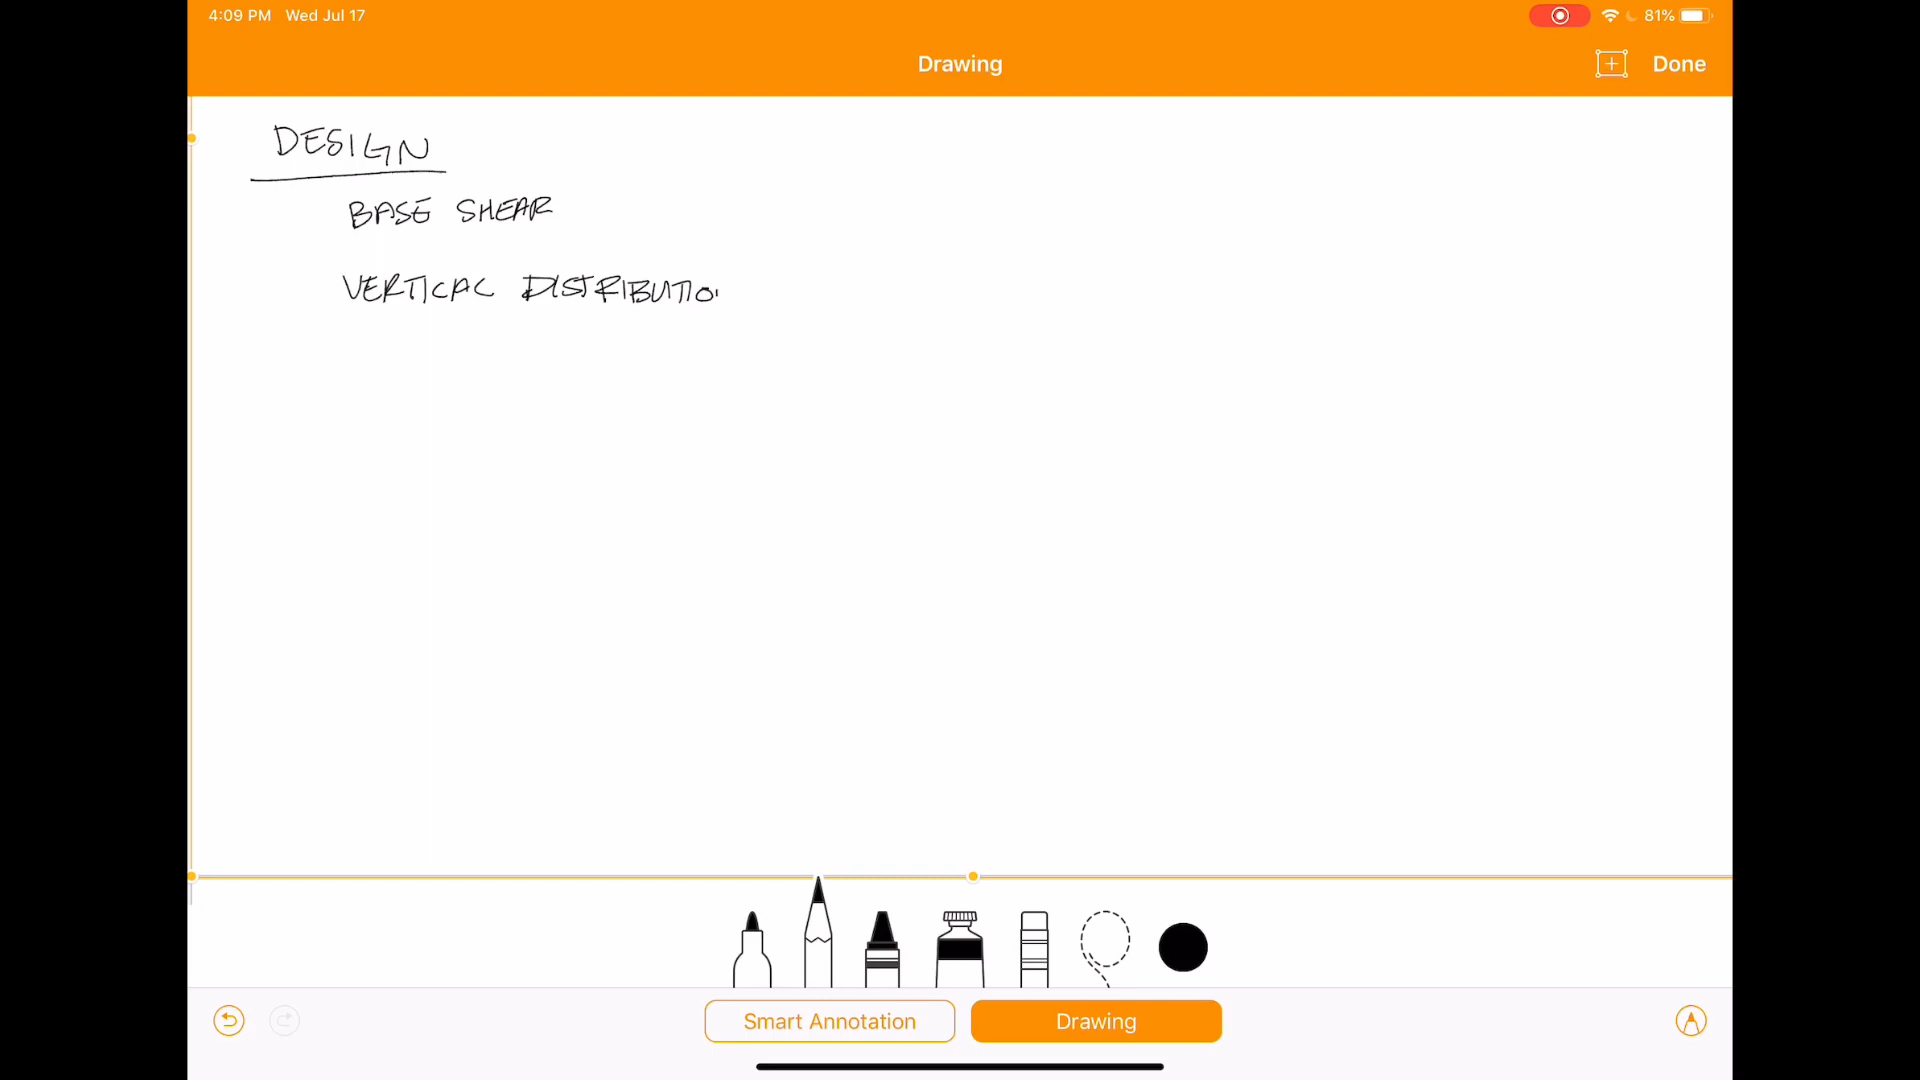 4:09 PM Wed Jul 17 81%
Drawing Done
DESIGN
BASE SHEAR
VERTICAL DISTRIBUTIO
Smart Annotation Drawing